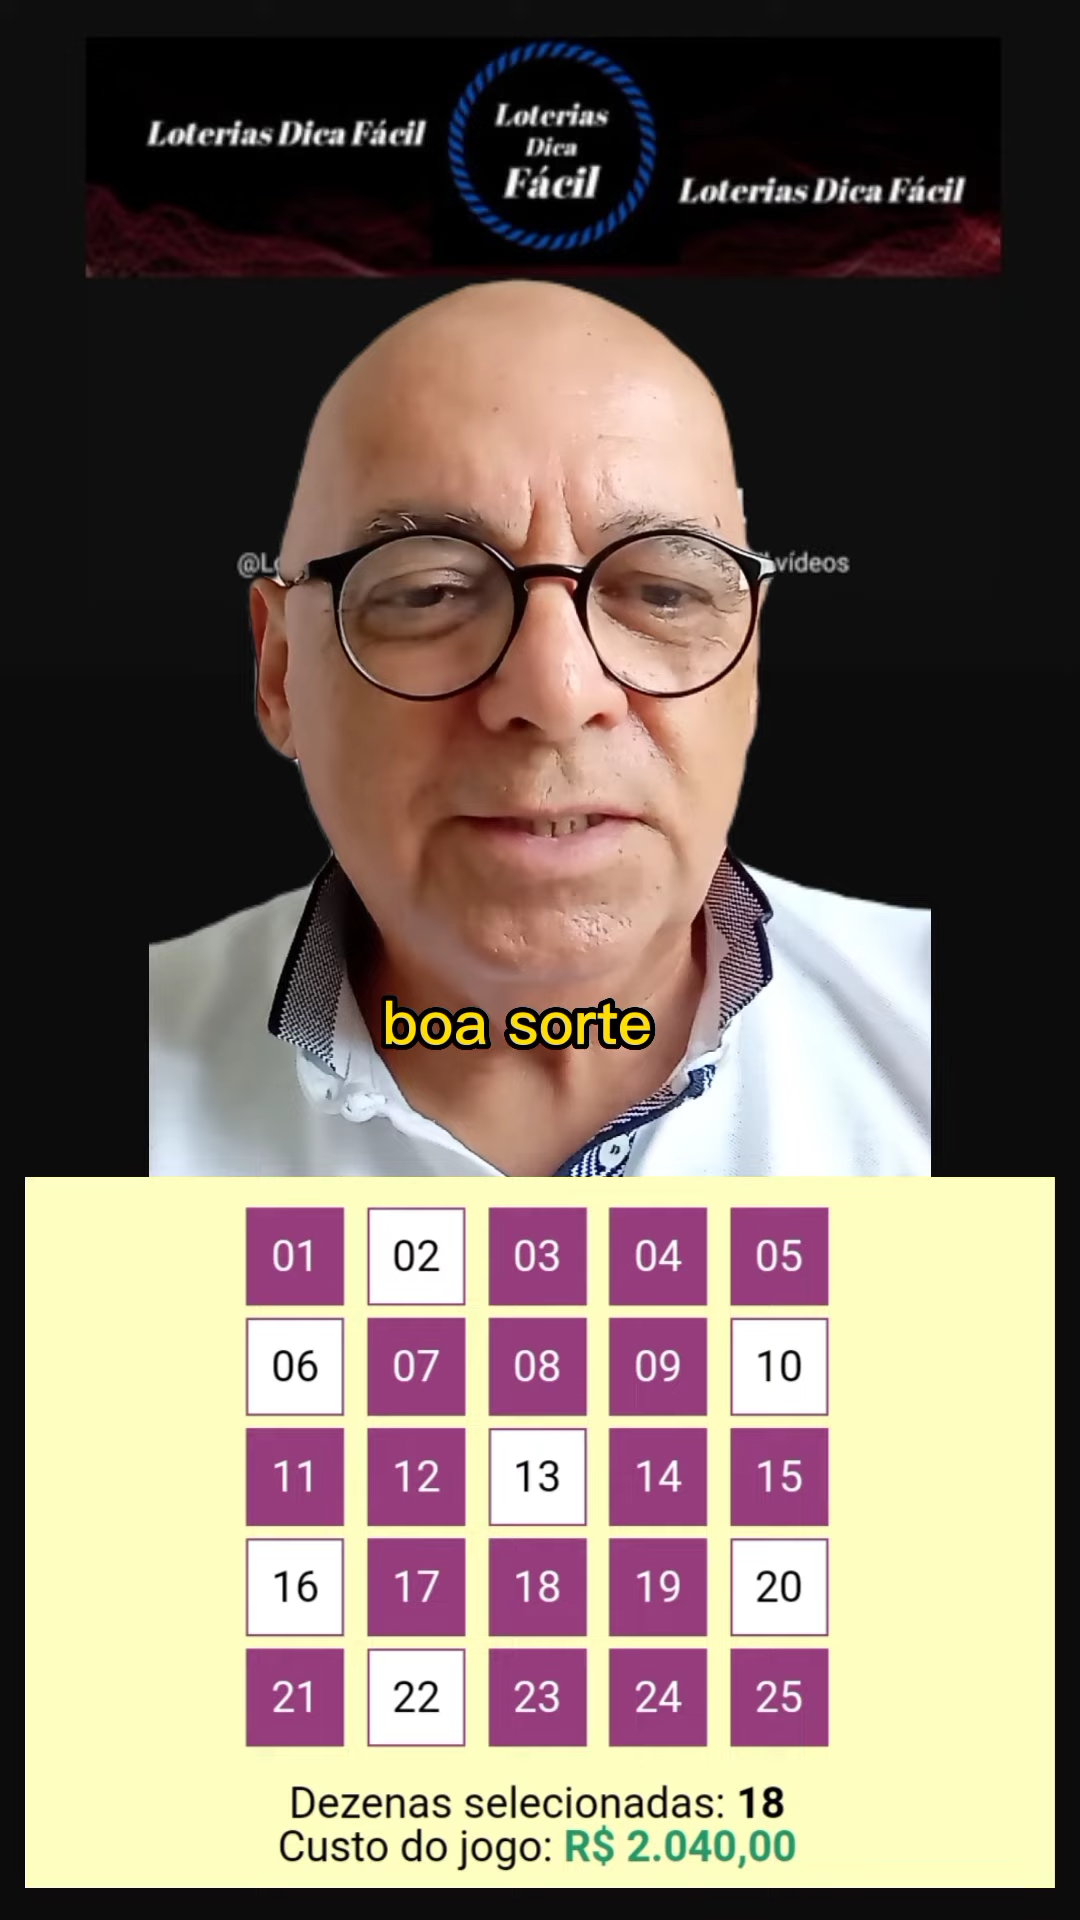 Loterias Dica Fácil
Loterias
Dica
Fácil
Loterias Dica Fácil
@Lo
vídeos
boa sorte
01 02 03 04 05
06 07 08 09 10
11 12 13 14 15
16 17 18 19 20
21 22 23 24 25
Dezenas selecionadas: 18
Custo do jogo: R$ 2.040,00